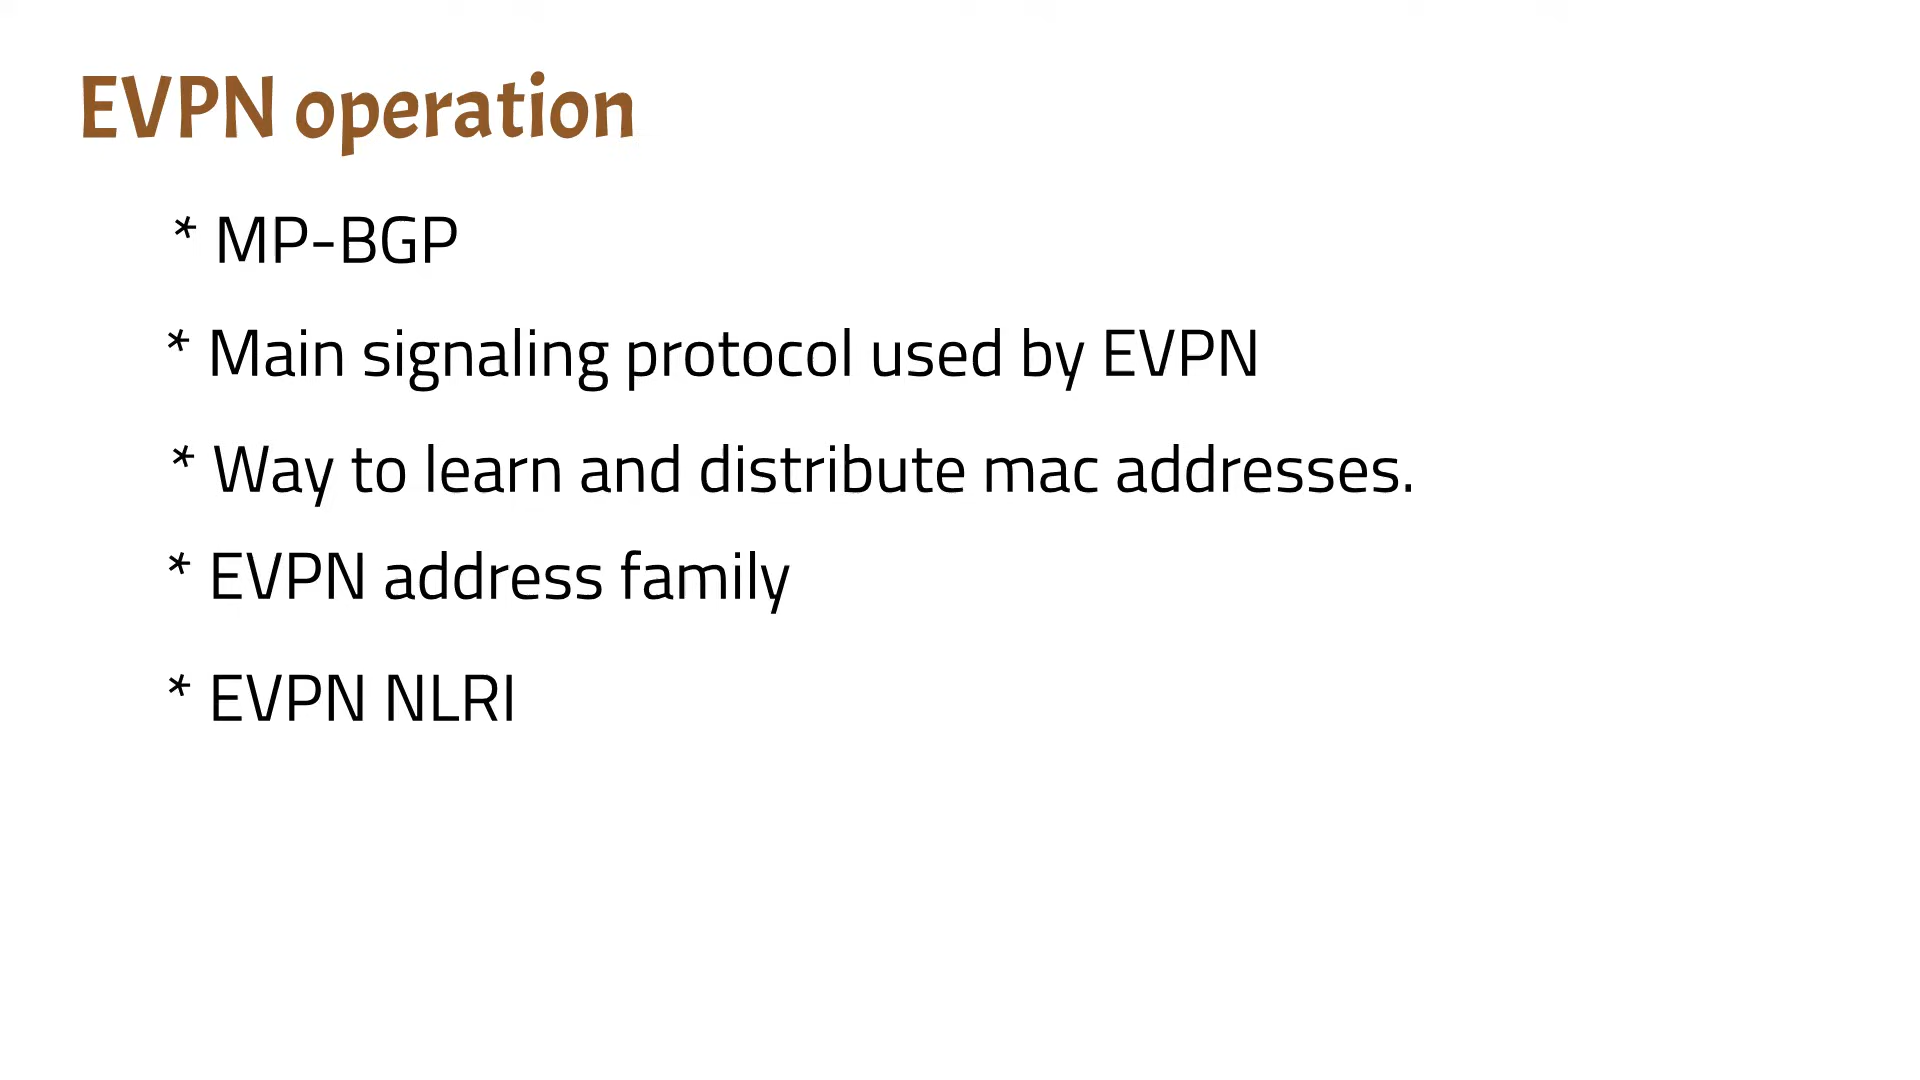 EVPN operation
* MP-BGP
* Main signaling protocol used by EVPN
* Way to learn and distribute mac addresses.
* EVPN address family
* EVPN NLRI